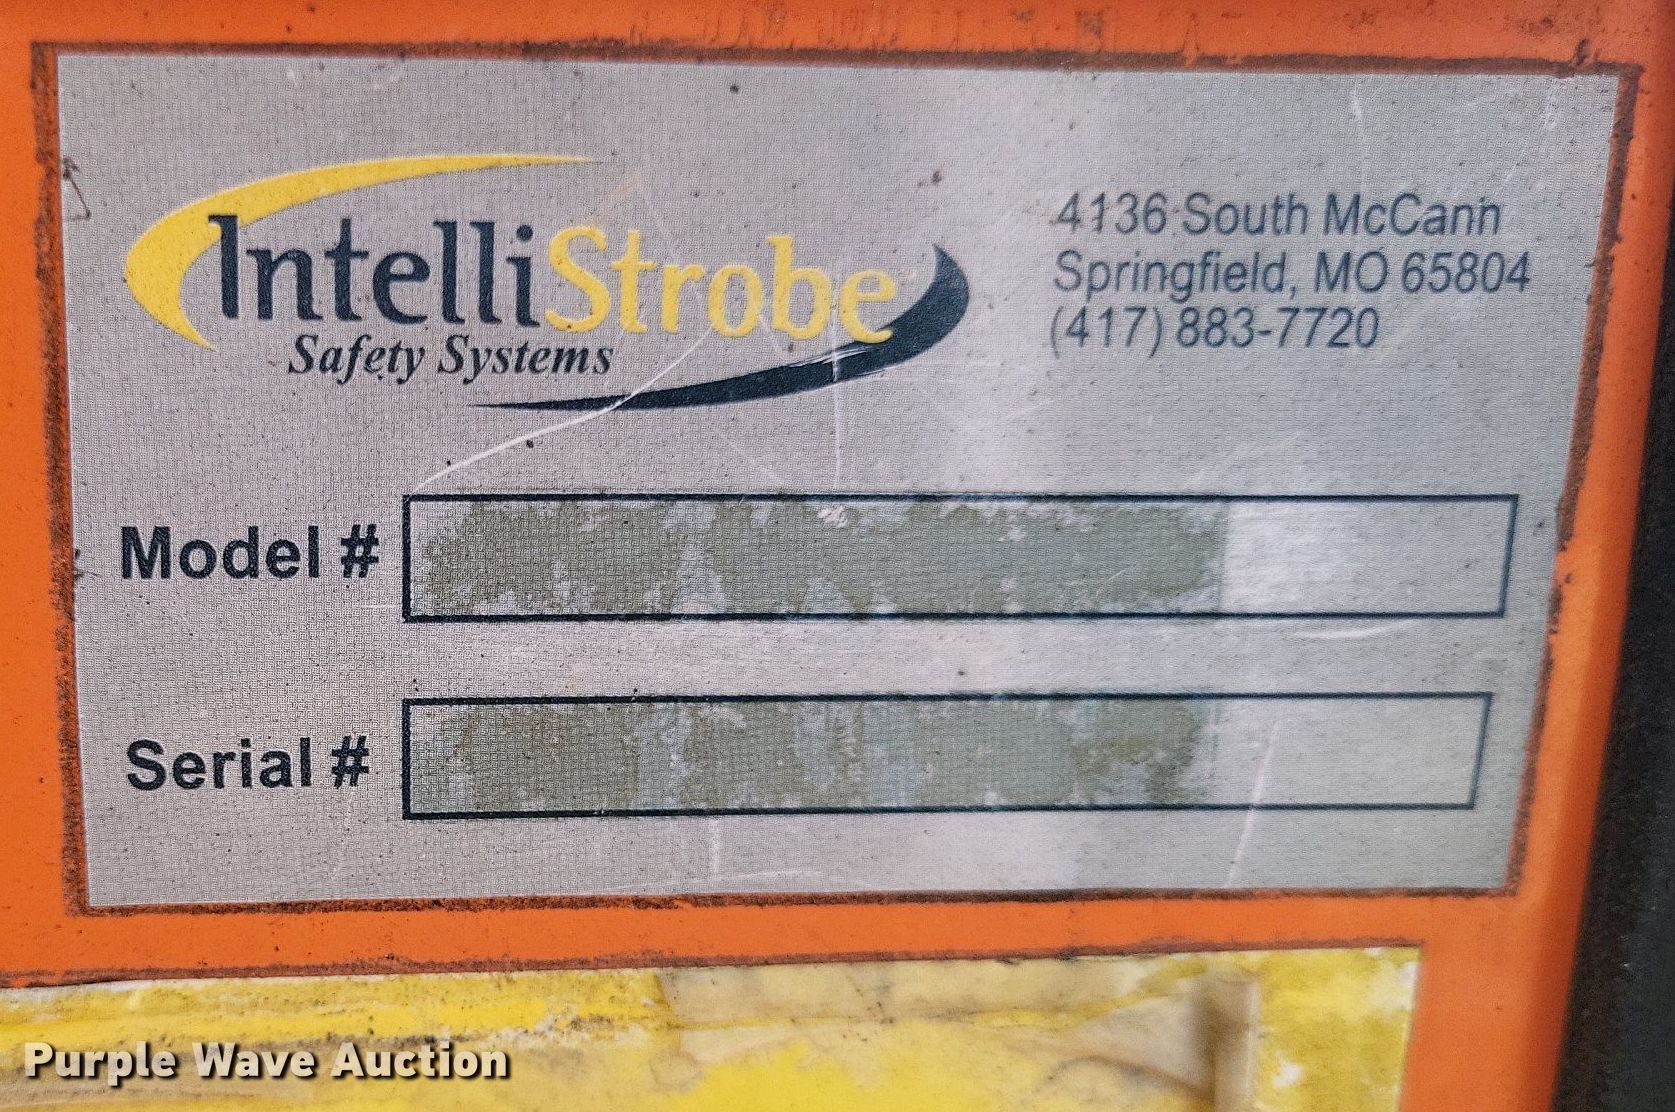 IntelliStrobe
Safety Systems
4136 South McCann
Springfield, MO 65804
(417) 883-7720
Model #
Serial #
Purple Wave Auction